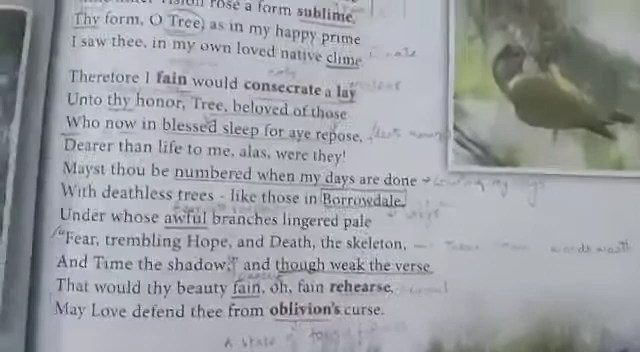 rose a form sublime,
Thy form, O Tree, as in my happy prime
I saw thee, in my own loved native clime
Therefore I fain would consecrate a lay
Unto thy honor, Tree, beloved of those
Who now in blessed sleep for aye repose,
Dearer than life to me, alas, were they!
Mayst thou be numbered when my days are done
With deathless trees - like those in Borrowdale,
Under whose awful branches lingered pale
"Fear, trembling Hope, and Death, the skeleton,
And Time the shadow;" and though weak the verse
That would thy beauty fain, oh, fain rehearse,
May Love defend thee from oblivion's curse.
A state of